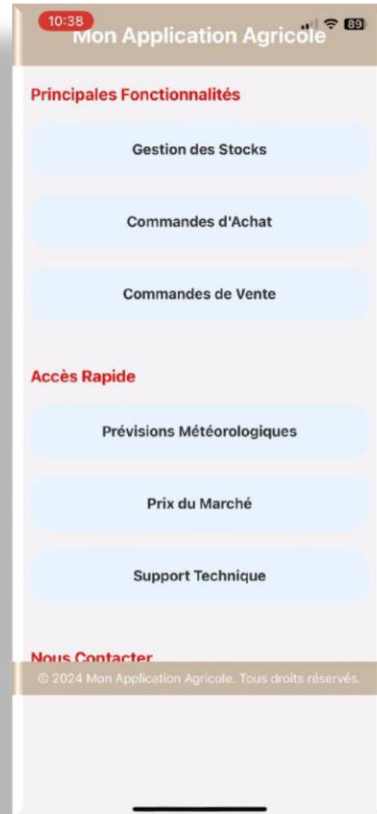 10:38
89
Mon Application Agricole
Principales Fonctionnalités
Gestion des Stocks
Commandes d'Achat
Commandes de Vente
Accès Rapide
Prévisions Météorologiques
Prix du Marché
Support Technique
Nous Contacter
© 2024 Mon Application Agricole. Tous droits réservés.